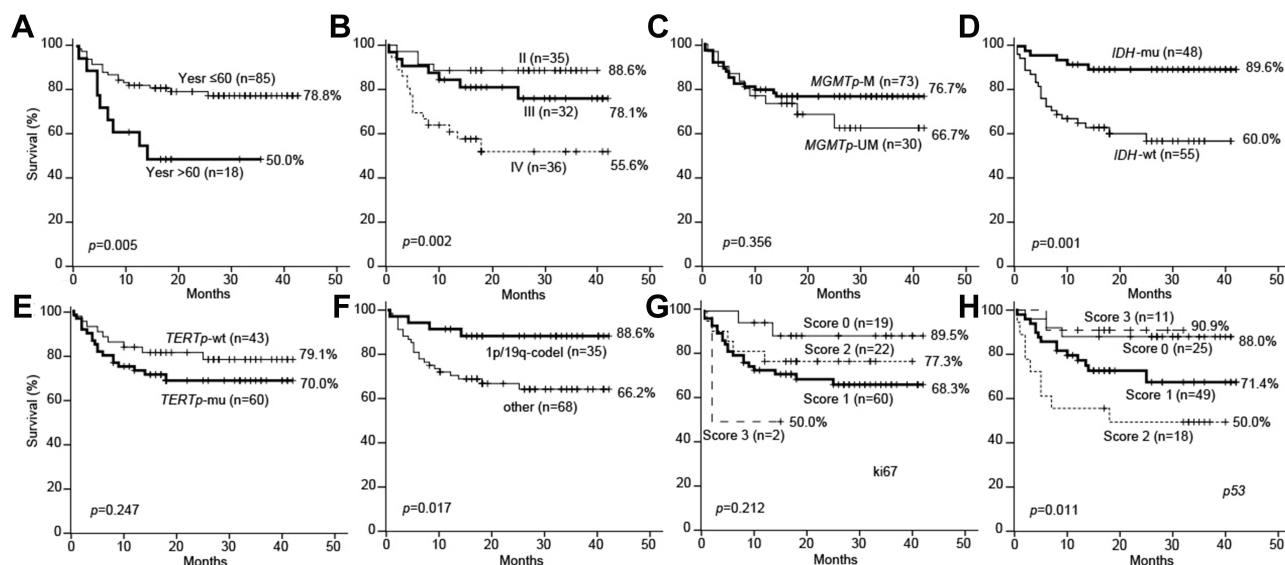 A
100
80
60
40
20
0
Survival (%)
Yesr ≤60 (n=85)
78.8%
50.0%
Yesr >60 (n=18)
p=0.005
0 10 20 30 40 50
Months
B
100
80
60
40
20
0
II (n=35)
88.6%
III (n=32)
78.1%
IV (n=36)
55.6%
p=0.002
0 10 20 30 40 50
Months
C
100
80
60
40
20
0
MGMTp-M (n=73)
76.7%
66.7%
MGMTp-UM (n=30)
p=0.356
0 10 20 30 40 50
Months
D
100
80
60
40
20
0
IDH-mu (n=48)
89.6%
60.0%
IDH-wt (n=55)
p=0.001
0 10 20 30 40 50
Months
E
100
80
60
40
20
0
Survival (%)
TERTp-wt (n=43)
79.1%
70.0%
TERTp-mu (n=60)
p=0.247
0 10 20 30 40 50
Months
F
100
80
60
40
20
0
88.6%
1p/19q-codel (n=35)
66.2%
other (n=68)
p=0.017
0 10 20 30 40 50
Months
G
100
80
60
40
20
0
Score 0 (n=19)
89.5%
Score 2 (n=22)
77.3%
68.3%
Score 1 (n=60)
50.0%
Score 3 (n=2)
ki67
p=0.212
0 10 20 30 40 50
Months
H
100
80
60
40
20
0
Score 3 (n=11)
90.9%
Score 0 (n=25)
88.0%
71.4%
Score 1 (n=49)
50.0%
Score 2 (n=18)
p53
p=0.011
0 10 20 30 40 50
Months